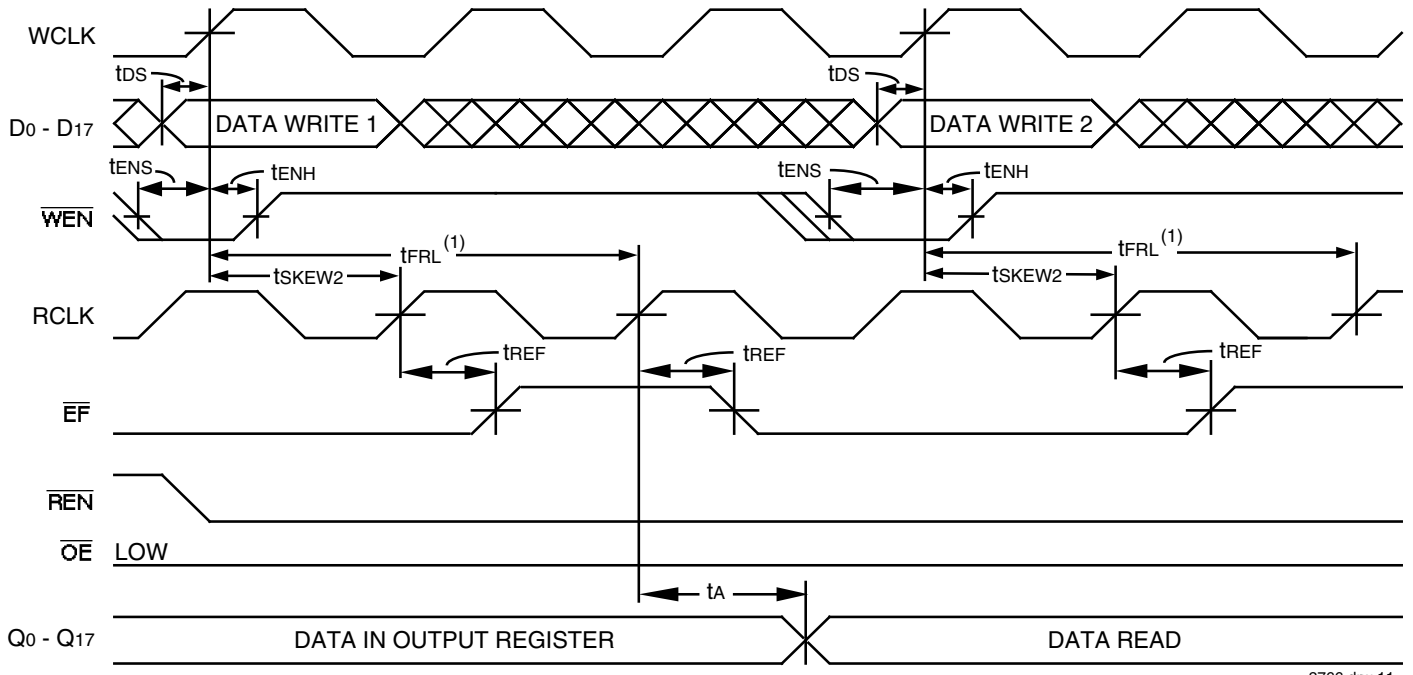 WCLK
tDS
tDS
D0 - D17
DATA WRITE 1
DATA WRITE 2
tENS
tENH
tENS
tENH
WEN
tFRL(1)
tFRL(1)
tSKEW2
tSKEW2
RCLK
tREF
tREF
tREF
EF
REN
OE
LOW
tA
Q0 - Q17
DATA IN OUTPUT REGISTER
DATA READ